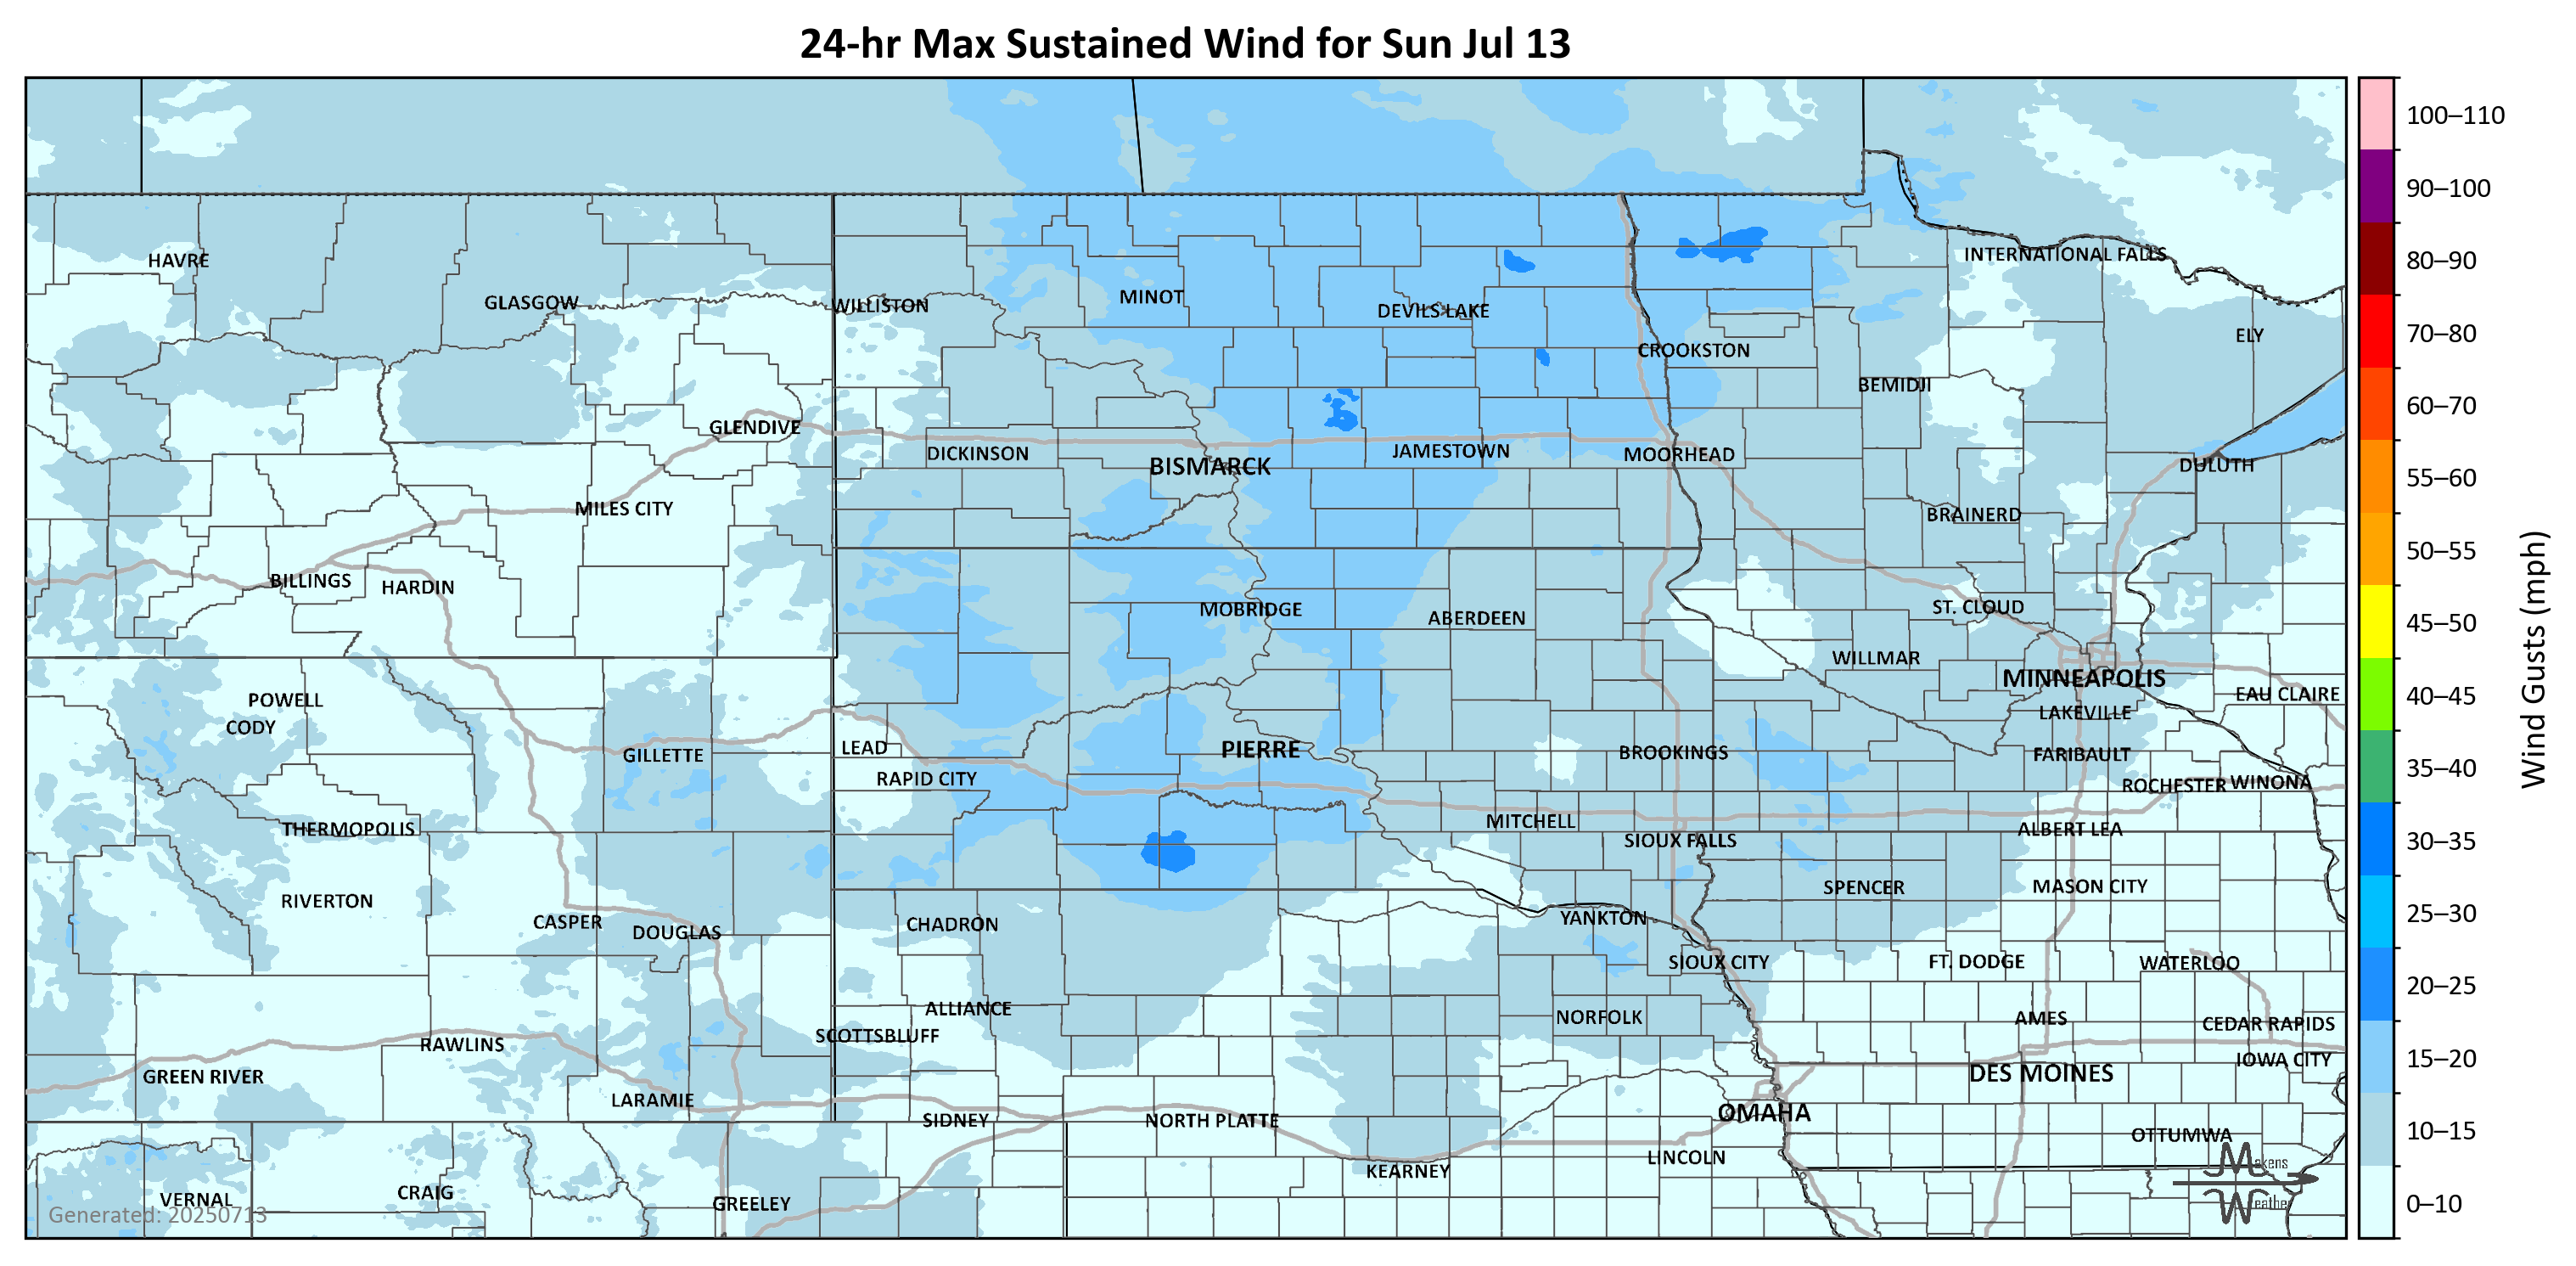 24-hr Max Sustained Wind for Sun Jul 13
100–110
90–100
80–90
70–80
60–70
55–60
50–55
45–50
40–45
35–40
30–35
25–30
20–25
15–20
10–15
0–10
Wind Gusts (mph)
HAVRE
GLASGOW
WILLISTON
MINOT
DEVILS LAKE
INTERNATIONAL FALLS
ELY
CROOKSTON
BEMIDJI
GLENDIVE
DICKINSON
BISMARCK
JAMESTOWN
MOORHEAD
DULUTH
MILES CITY
BRAINERD
BILLINGS
HARDIN
MOBRIDGE
ABERDEEN
ST. CLOUD
WILLMAR
MINNEAPOLIS
EAU CLAIRE
POWELL
CODY
LAKEVILLE
GILLETTE
LEAD
PIERRE
BROOKINGS
FARIBAULT
RAPID CITY
ROCHESTER
WINONA
THERMOPOLIS
MITCHELL
SIOUX FALLS
ALBERT LEA
RIVERTON
SPENCER
MASON CITY
CASPER
DOUGLAS
CHADRON
YANKTON
SIOUX CITY
FT. DODGE
WATERLOO
ALLIANCE
NORFOLK
AMES
CEDAR RAPIDS
SCOTTSBLUFF
RAWLINS
IOWA CITY
GREEN RIVER
DES MOINES
LARAMIE
SIDNEY
NORTH PLATTE
OMAHA
OTTUMWA
KEARNEY
LINCOLN
VERNAL
CRAIG
GREELEY
Makens
Weather
Generated: 20250713